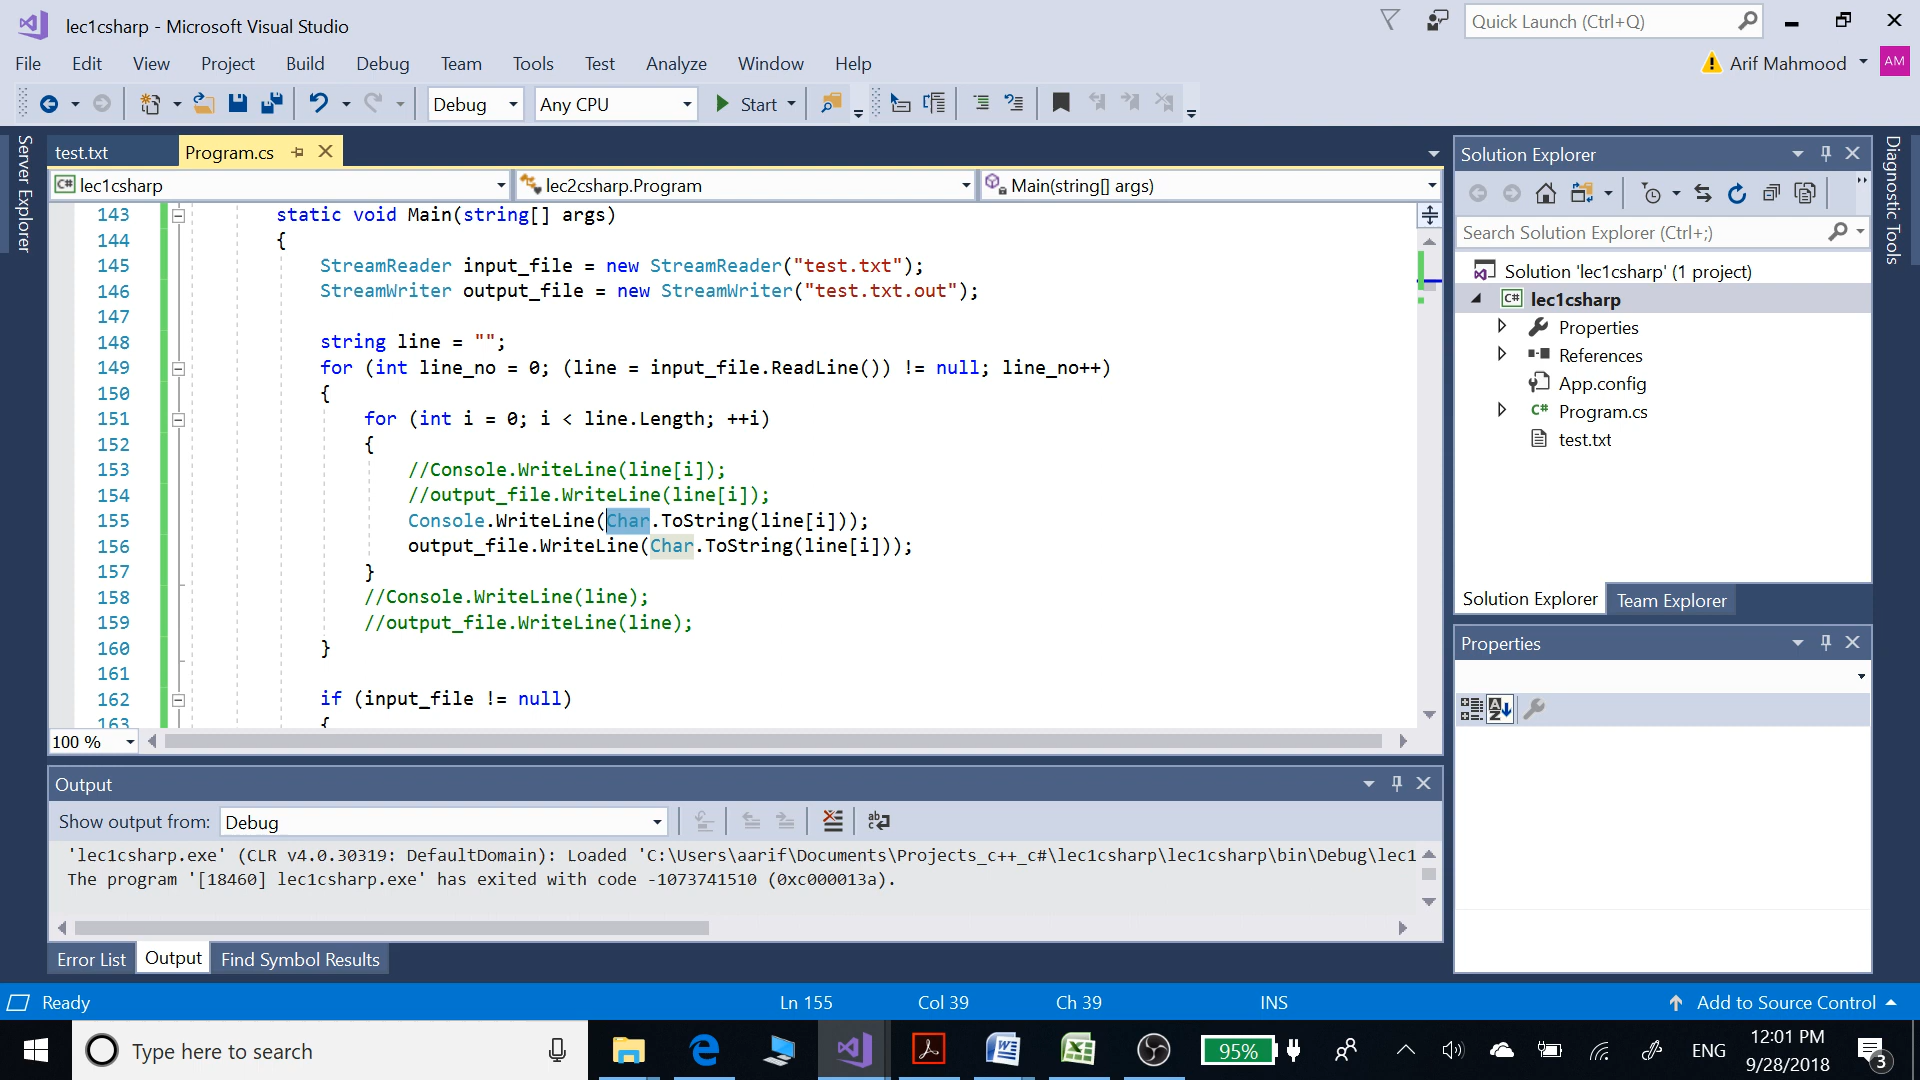 lec1csharp - Microsoft Visual Studio
Quick Launch (Ctrl+Q)
File Edit View Project Build Debug Team Tools Test Analyze Window Help
Arif Mahmood AM
Debug Any CPU Start
Server Explorer
test.txt Program.cs
lec1csharp lec2csharp.Program Main(string[] args)
143 static void Main(string[] args)
144 {
145 StreamReader input_file = new StreamReader("test.txt");
146 StreamWriter output_file = new StreamWriter("test.txt.out");
147
148 string line = "";
149 for (int line_no = 0; (line = input_file.ReadLine()) != null; line_no++)
150 {
151 for (int i = 0; i < line.Length; ++i)
152 {
153 //Console.WriteLine(line[i]);
154 //output_file.WriteLine(line[i]);
155 Console.WriteLine(Char.ToString(line[i]));
156 output_file.WriteLine(Char.ToString(line[i]));
157 }
158 //Console.WriteLine(line);
159 //output_file.WriteLine(line);
160 }
161
162 if (input_file != null)
163 {
100 %
Solution Explorer
Search Solution Explorer (Ctrl+;)
Solution 'lec1csharp' (1 project)
C# lec1csharp
Properties
References
App.config
C# Program.cs
test.txt
Solution Explorer Team Explorer
Properties
Diagnostic Tools
Output
Show output from: Debug
'lec1csharp.exe' (CLR v4.0.30319: DefaultDomain): Loaded 'C:\Users\aarif\Documents\Projects_c++_c#\lec1csharp\lec1csharp\bin\Debug\lec1
The program '[18460] lec1csharp.exe' has exited with code -1073741510 (0xc000013a).
Error List Output Find Symbol Results
Ready Ln 155 Col 39 Ch 39 INS Add to Source Control
Type here to search
95%
ENG
12:01 PM
9/28/2018
3